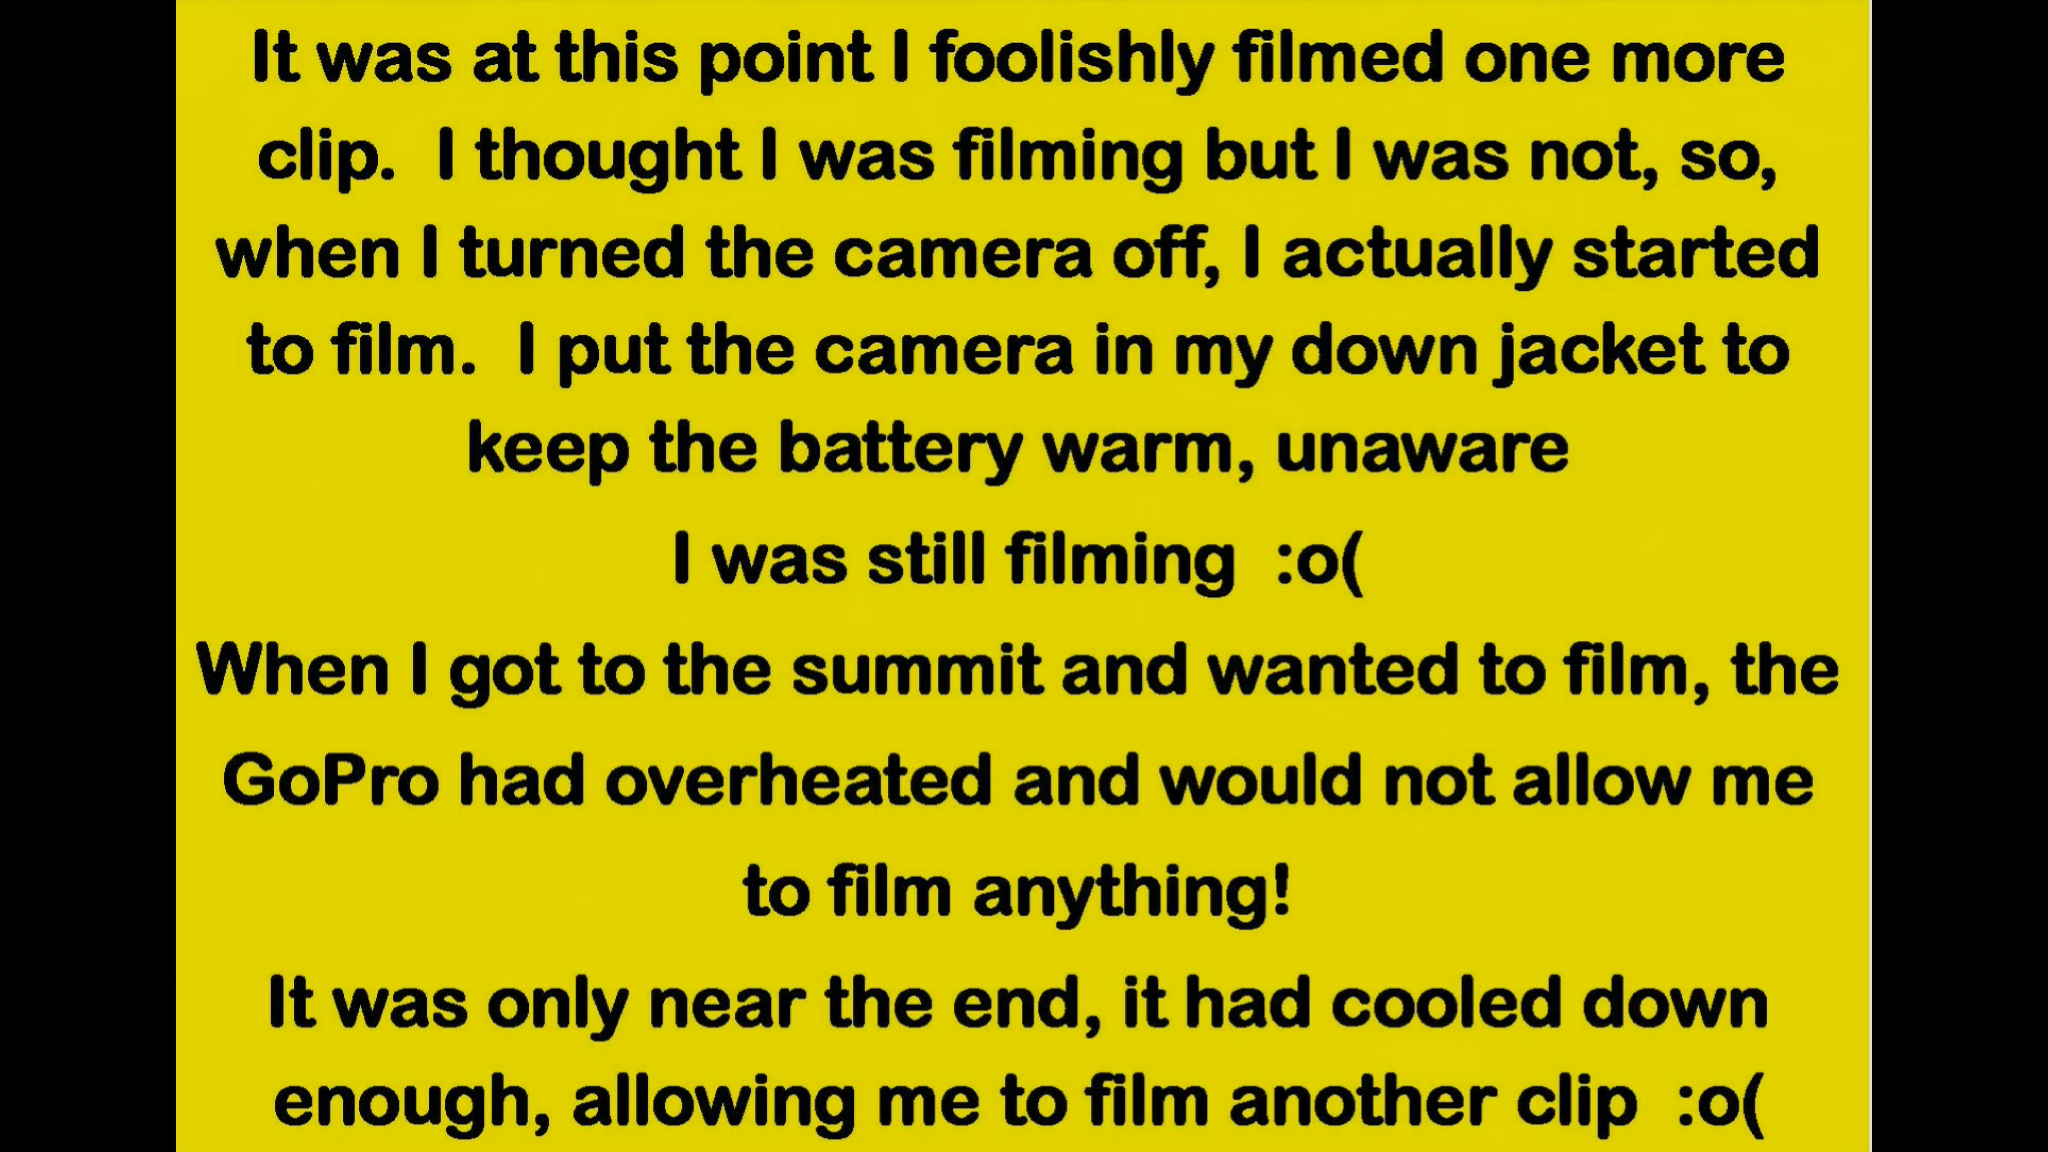 It was at this point I foolishly filmed one more
clip.  I thought I was filming but I was not, so,
when I turned the camera off, I actually started
to film.  I put the camera in my down jacket to
keep the battery warm, unaware
I was still filming  :o(
When I got to the summit and wanted to film, the
GoPro had overheated and would not allow me
to film anything!
It was only near the end, it had cooled down
enough, allowing me to film another clip  :o(